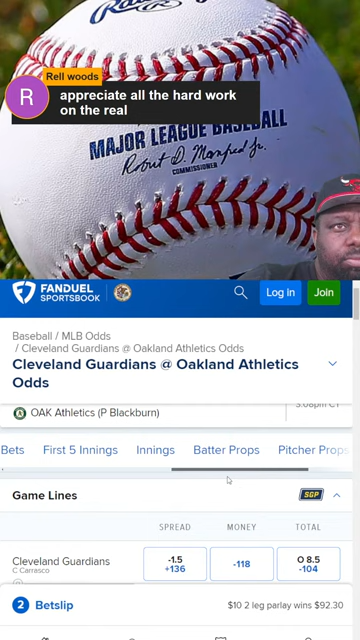 Rawlings
Rell woods
R
appreciate all the hard work
on the real
MAJOR LEAGUE BASEBALL
Robert D. Manfred Jr.
COMMISSIONER
FANDUEL
SPORTSBOOK
Log in
Join
Baseball / MLB Odds
/ Cleveland Guardians @ Oakland Athletics Odds
Cleveland Guardians @ Oakland Athletics
Odds
OAK Athletics (P Blackburn)
3:08pm CT
Bets
First 5 Innings
Innings
Batter Props
Pitcher Props
Game Lines
SGP
SPREAD
MONEY
TOTAL
Cleveland Guardians
C Carrasco
-1.5
+136
-118
O 8.5
-104
2
Betslip
$10 2 leg parlay wins $92.30